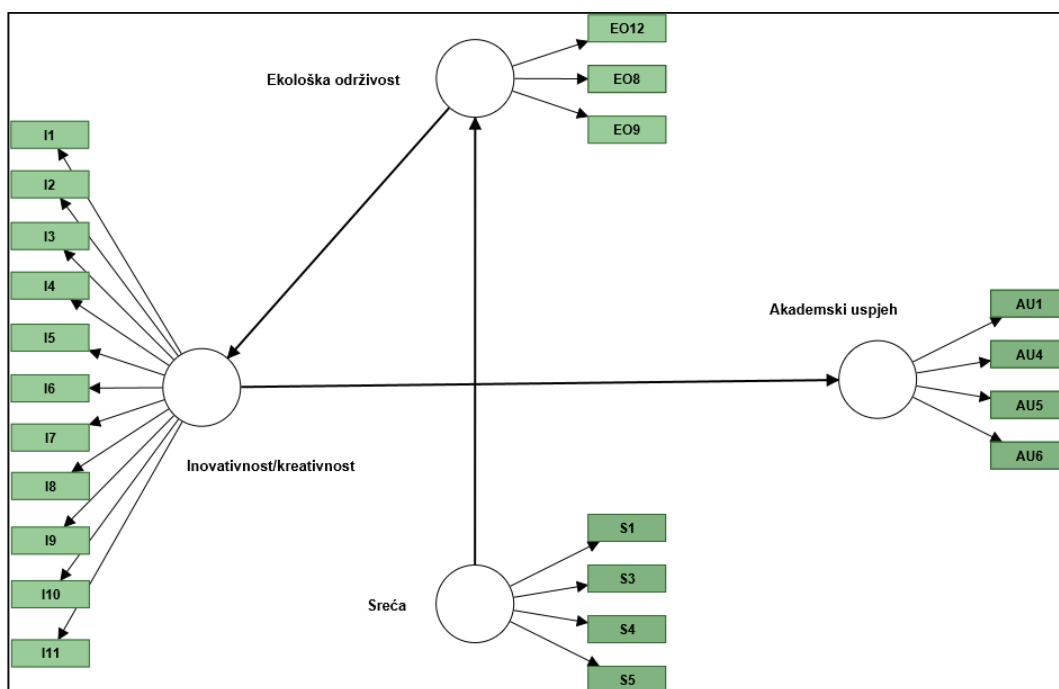 EO12
Ekološka održivost
EO8
EO9
I1
I2
I3
I4
I5
I6
I7
I8
I9
I10
I11
Inovativnost/kreativnost
Akademski uspjeh
AU1
AU4
AU5
AU6
Sreća
S1
S3
S4
S5